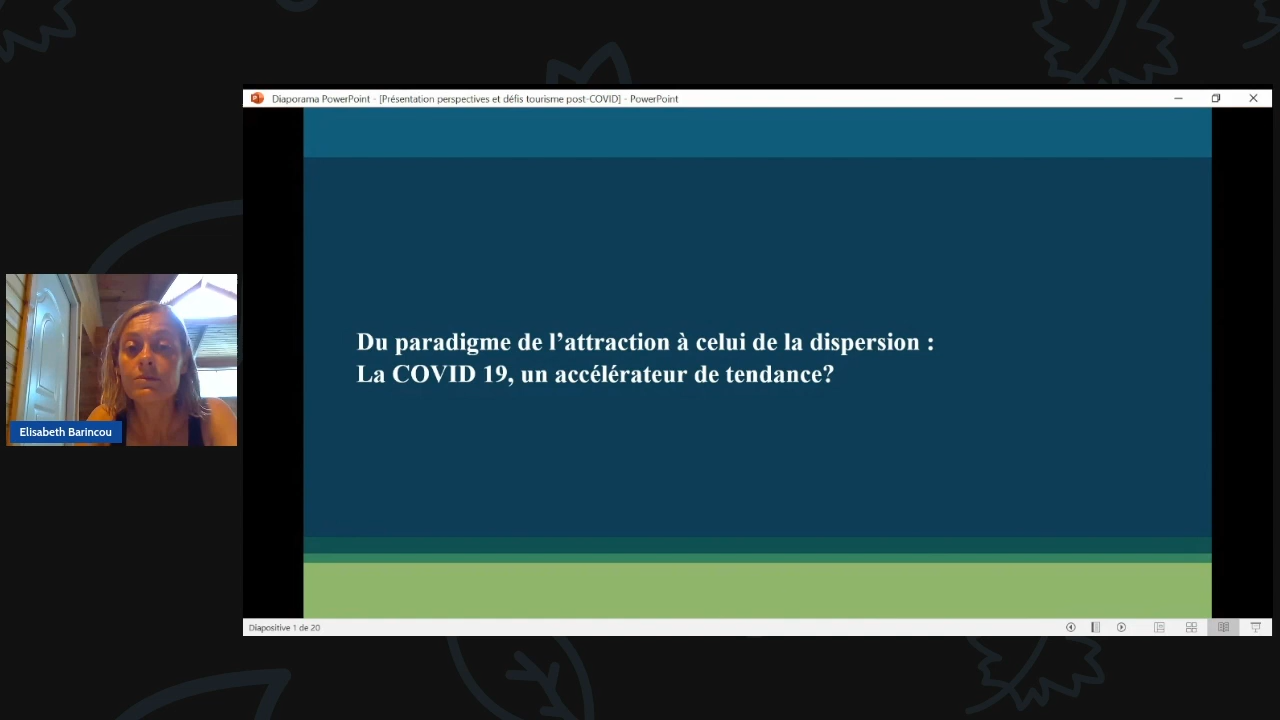 Diaporama PowerPoint - [Présentation perspectives et défis tourisme post-COVID] - PowerPoint
Du paradigme de l’attraction à celui de la dispersion :
La COVID 19, un accélérateur de tendance?
Elisabeth Barincou
Diapositive 1 de 20